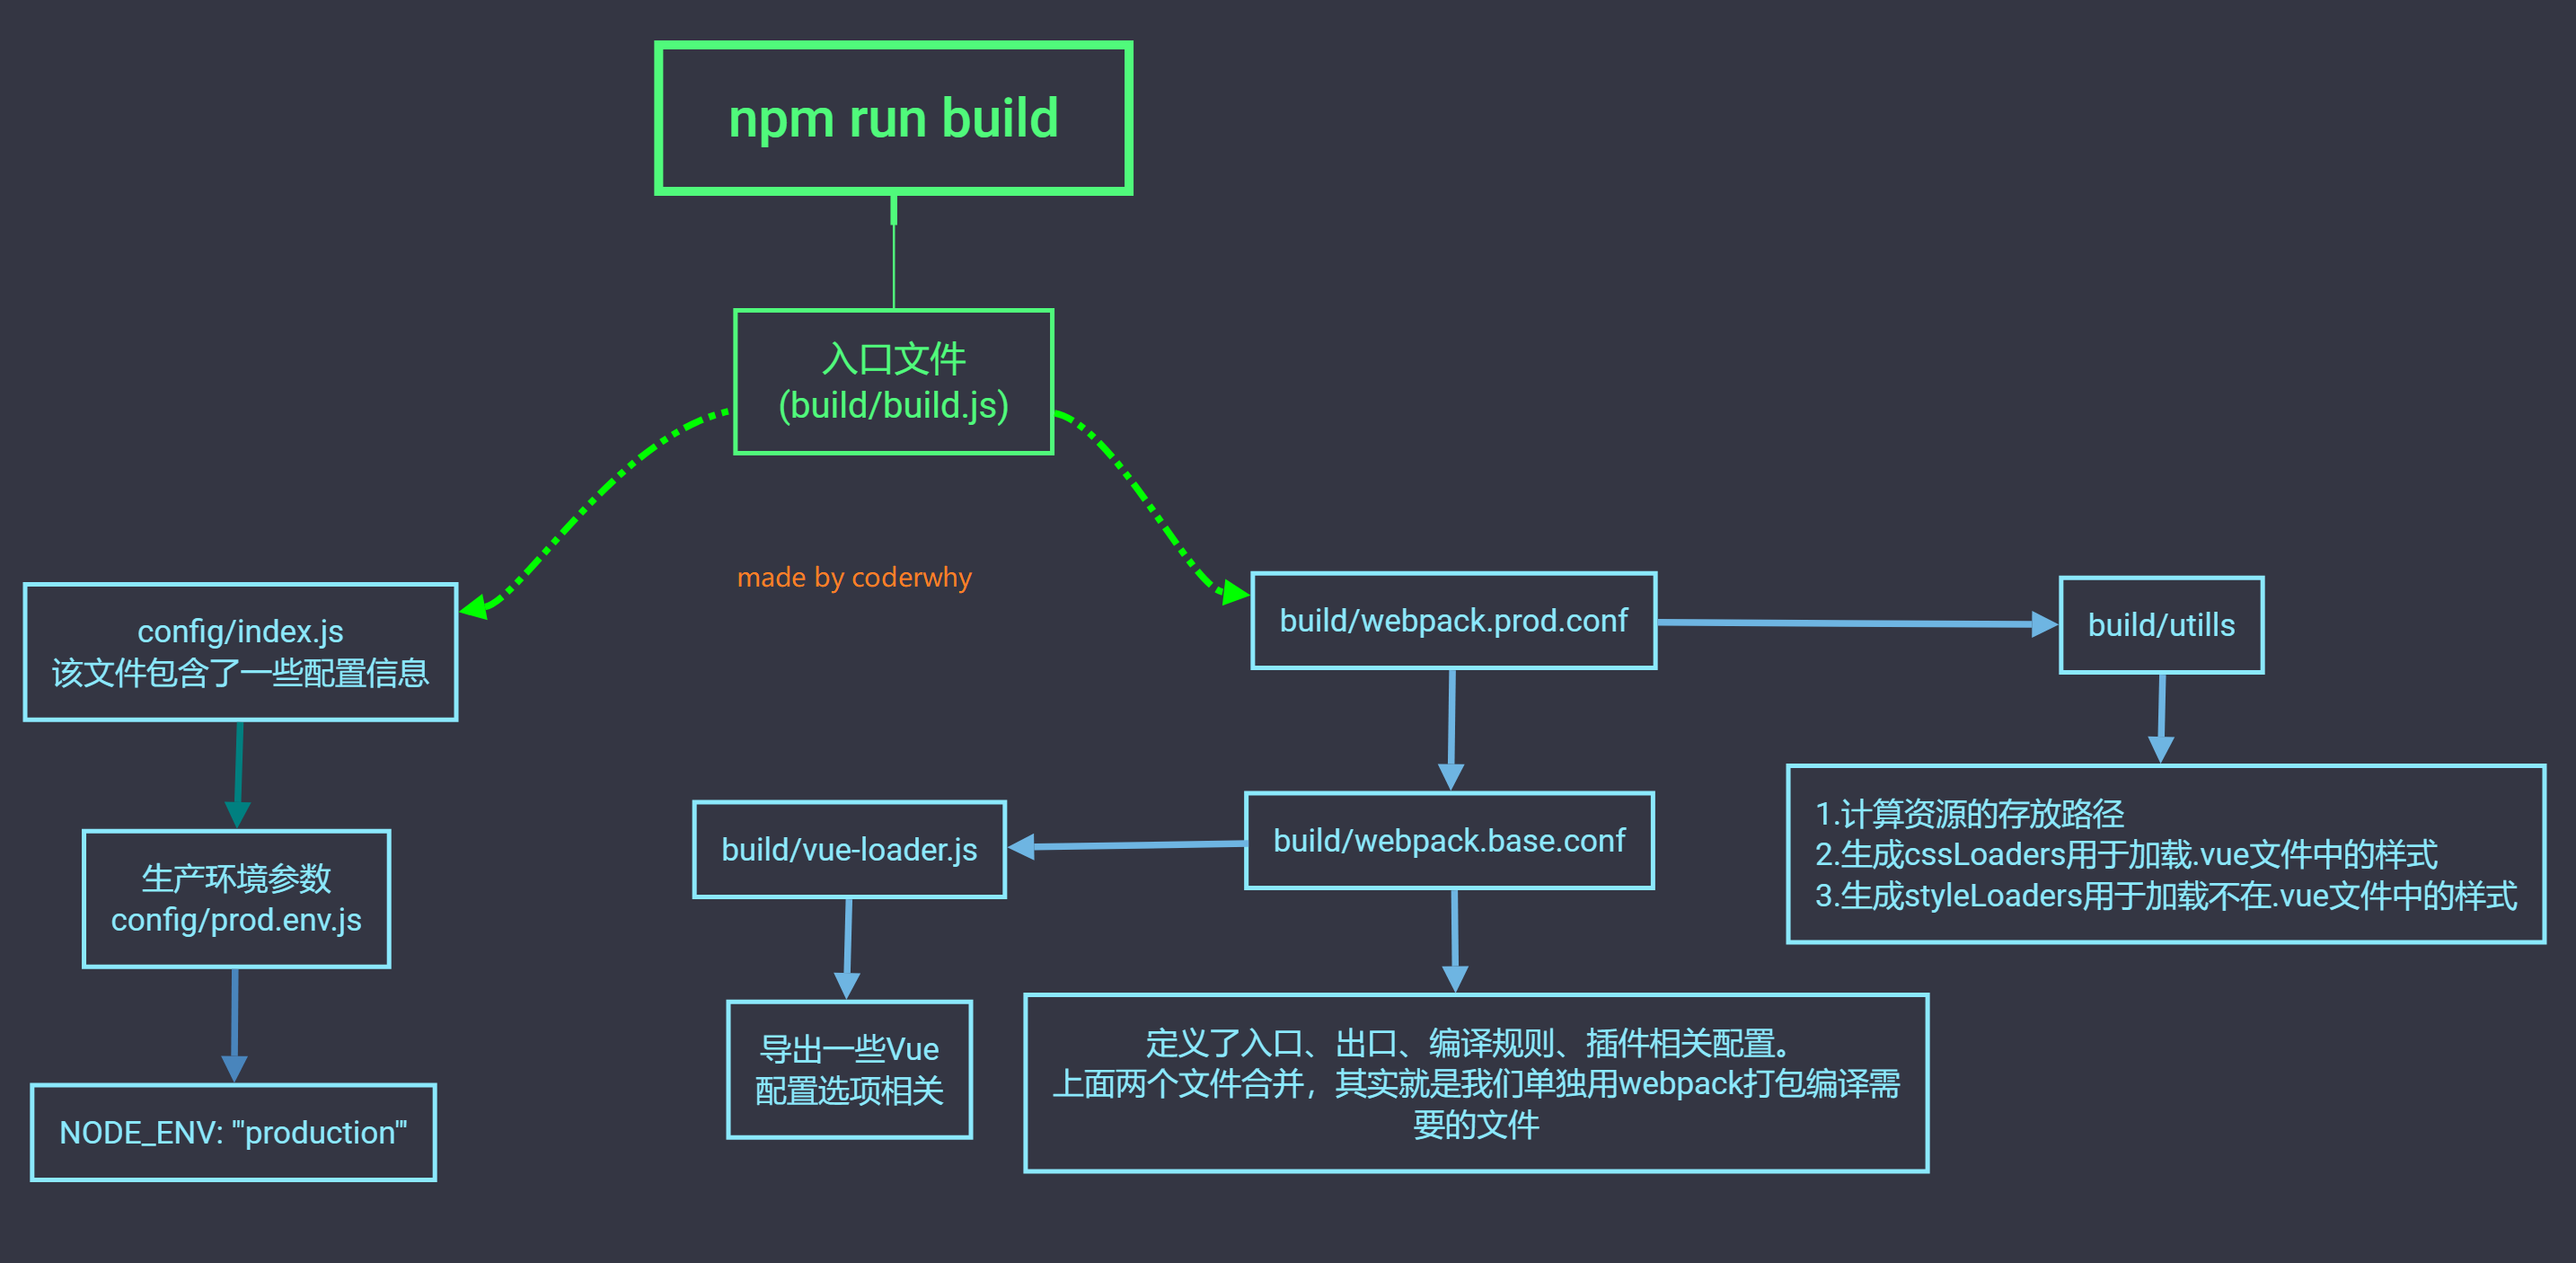 npm run build
入口文件
(build/build.js)
made by coderwhy
config/index.js
该文件包含了一些配置信息
build/webpack.prod.conf
build/utills
生产环境参数
config/prod.env.js
build/vue-loader.js
build/webpack.base.conf
1.计算资源的存放路径
2.生成cssLoaders用于加载.vue文件中的样式
3.生成styleLoaders用于加载不在.vue文件中的样式
NODE_ENV: '"production"'
导出一些Vue
配置选项相关
定义了入口、出口、编译规则、插件相关配置。
上面两个文件合并，其实就是我们单独用webpack打包编译需
要的文件